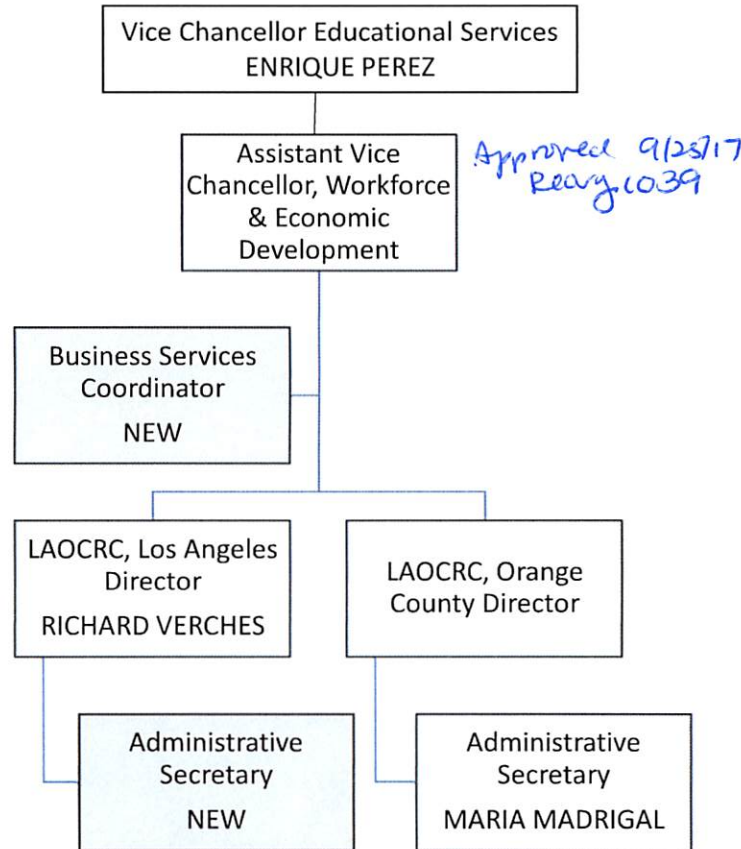 Vice Chancellor Educational Services
ENRIQUE PEREZ
Assistant Vice
Chancellor, Workforce
& Economic
Development
Approved 9/25/17
Reorg 1039
Business Services
Coordinator
NEW
LAOCRC, Los Angeles
Director
RICHARD VERCHES
LAOCRC, Orange
County Director
Administrative
Secretary
NEW
Administrative
Secretary
MARIA MADRIGAL